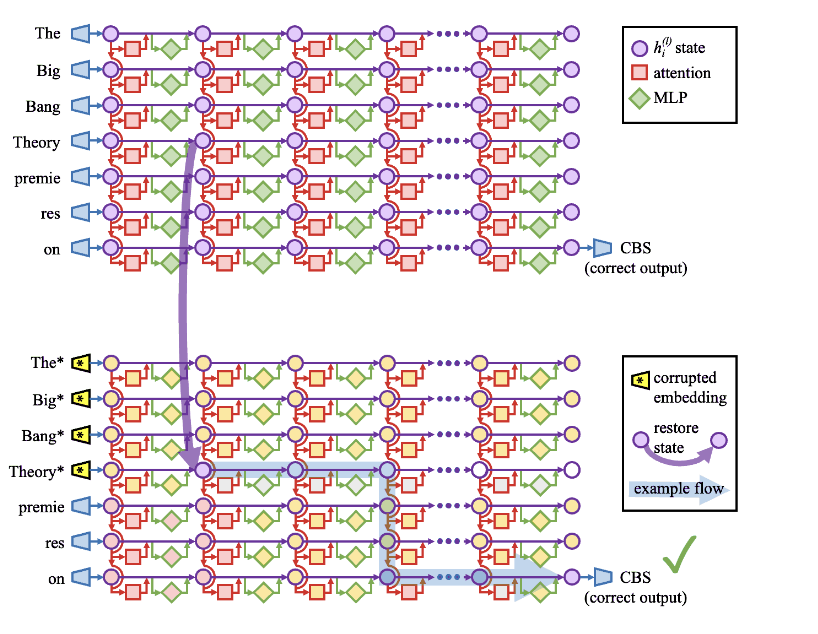 The
Big
Bang
Theory
premie
res
on
CBS
(correct output)
h_i^(l) state
attention
MLP
The*
Big*
Bang*
Theory*
premie
res
on
CBS
(correct output)
* corrupted
embedding
restore
state
example flow